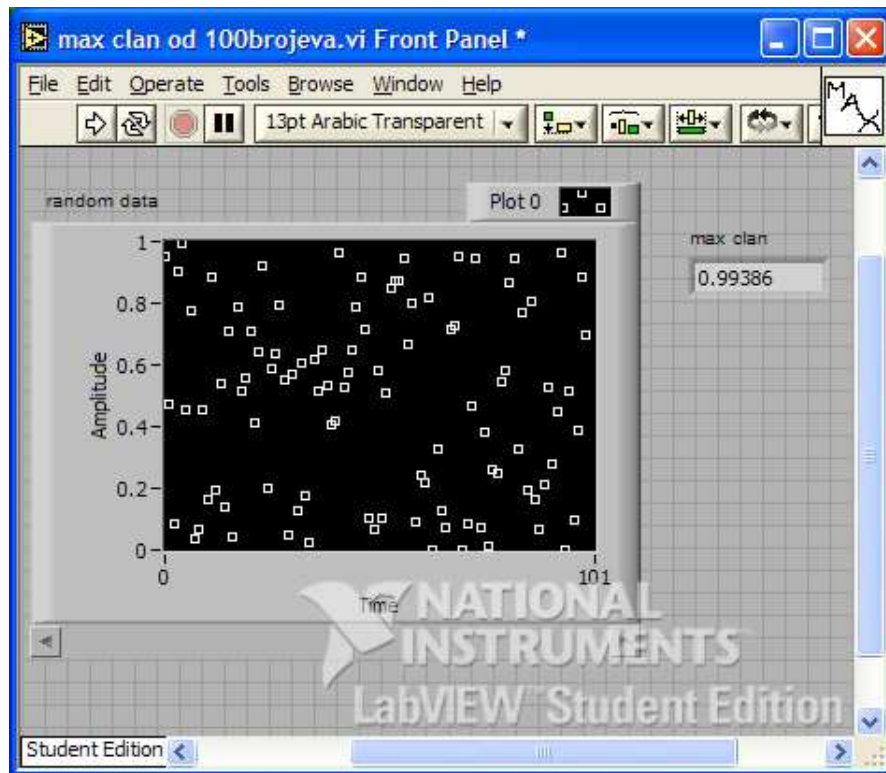 max clan od 100brojeva.vi Front Panel *
File Edit Operate Tools Browse Window Help
13pt Arabic Transparent
MAX
random data
Plot 0
max clan
0.99386
1
0.8
0.6
0.4
0.2
0
Amplitude
0 101
Time
NATIONAL
INSTRUMENTS
LabVIEW™ Student Edition
Student Edition